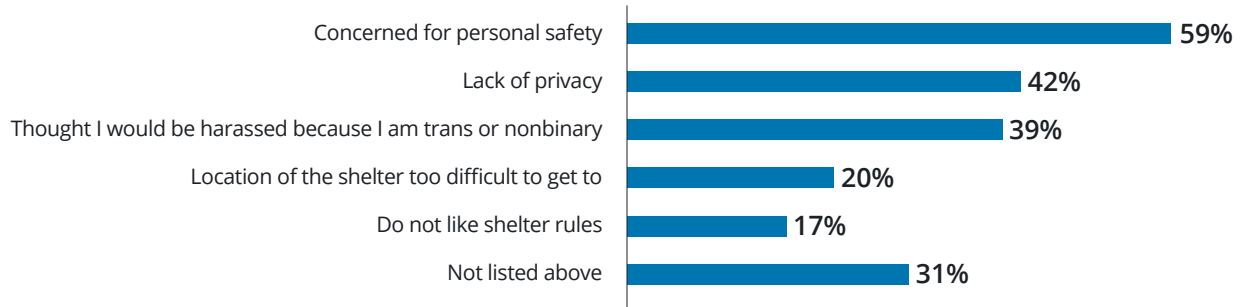 Concerned for personal safety 59%
Lack of privacy 42%
Thought I would be harassed because I am trans or nonbinary 39%
Location of the shelter too difficult to get to 20%
Do not like shelter rules 17%
Not listed above 31%